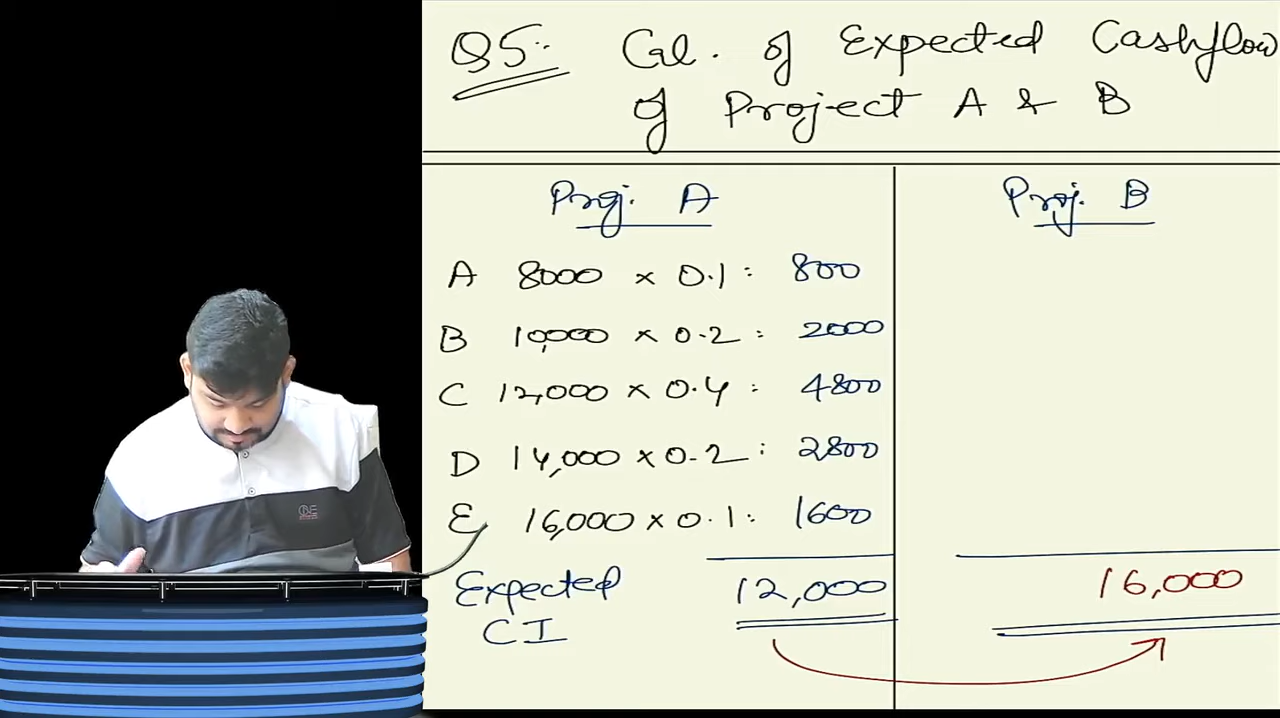 Q5:- Cal. of Expected Cashflow
of Project A & B
Proj. A
A 8000 × 0.1 : 800
B 10,000 × 0.2 : 2000
C 12,000 × 0.4 : 4800
D 14,000 × 0.2 : 2800
E 16,000 × 0.1 : 1600
Expected 12,000
CI
Proj. B
16,000